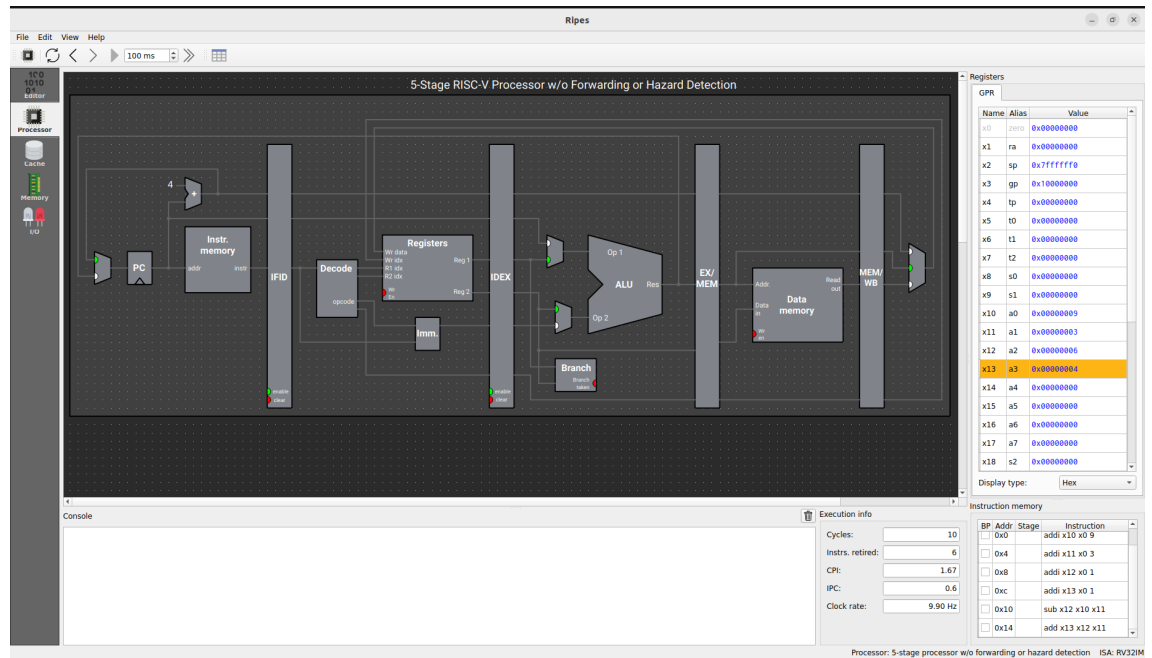 Ripes
File Edit View Help
100 ms
Editor
Processor
Cache
Memory
I/O
5-Stage RISC-V Processor w/o Forwarding or Hazard Detection
4
+
PC
Instr. memory
addr
instr
IFID
enable
clear
Decode
opcode
Registers
Wr data
Wr idx
R1 idx
R2 idx
Wr En
Reg 1
Reg 2
Imm.
IDEX
enable
clear
Op 1
ALU
Res
Op 2
Branch
Branch taken
EX/
MEM
Addr
Data in
Data memory
Read out
wr en
MEM/
WB
Registers
GPR
Name Alias Value
x0 zero 0x00000000
x1 ra 0x00000000
x2 sp 0x7ffffff0
x3 gp 0x10000000
x4 tp 0x00000000
x5 t0 0x00000000
x6 t1 0x00000000
x7 t2 0x00000000
x8 s0 0x00000000
x9 s1 0x00000000
x10 a0 0x00000009
x11 a1 0x00000003
x12 a2 0x00000006
x13 a3 0x00000004
x14 a4 0x00000000
x15 a5 0x00000000
x16 a6 0x00000000
x17 a7 0x00000000
x18 s2 0x00000000
Display type: Hex
Console
Execution info
Cycles: 10
Instrs. retired: 6
CPI: 1.67
IPC: 0.6
Clock rate: 9.90 Hz
Instruction memory
BP Addr Stage Instruction
0x0 addi x10 x0 9
0x4 addi x11 x0 3
0x8 addi x12 x0 1
0xc addi x13 x0 1
0x10 sub x12 x10 x11
0x14 add x13 x12 x11
Processor: 5-stage processor w/o forwarding or hazard detection ISA: RV32IM